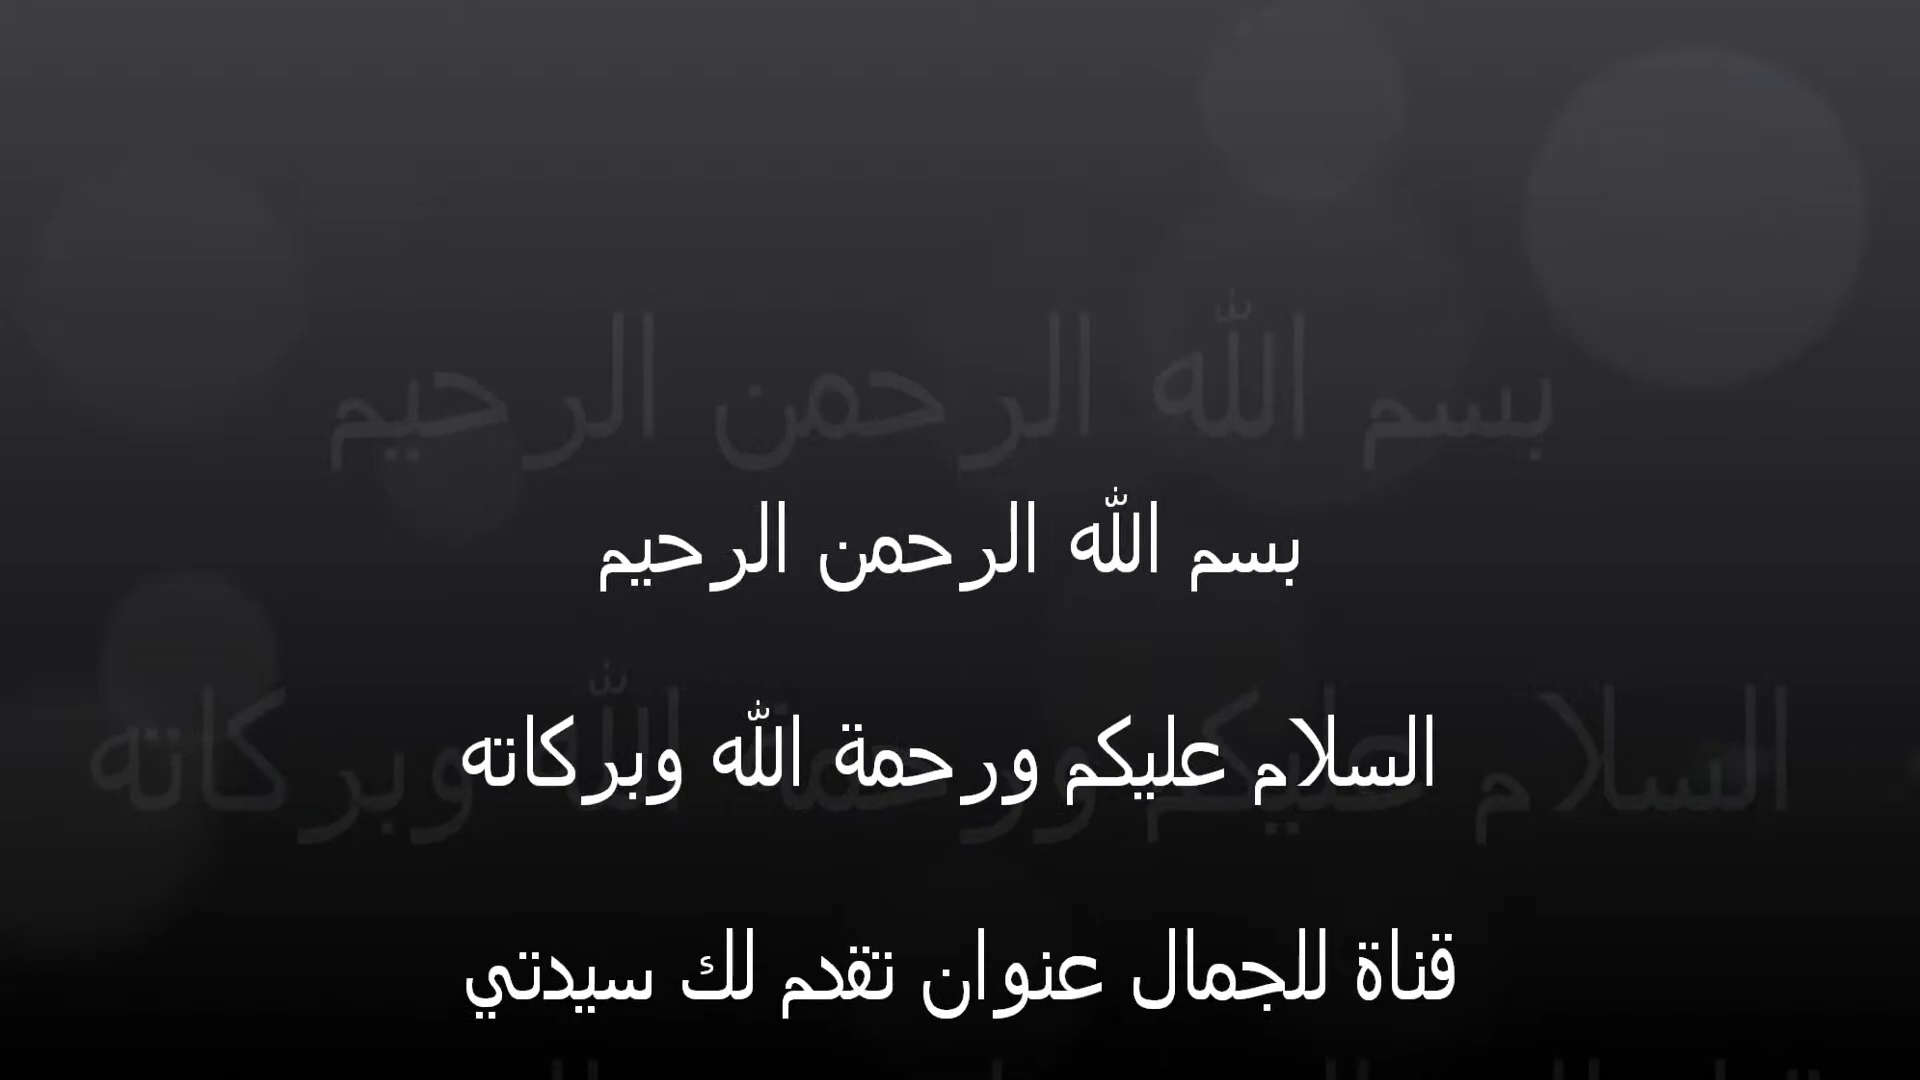 بسم الله الرحمن الرحيم
السلام عليكم ورحمة الله وبركاته
قناة للجمال عنوان تقدم لك سيدتي